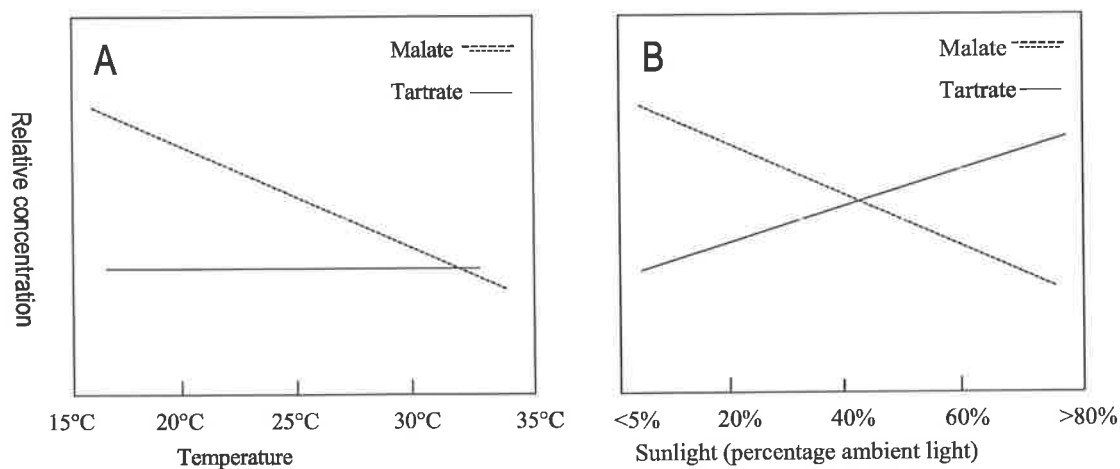 A
Malate
Tartrate
Relative concentration
15°C 20°C 25°C 30°C 35°C
Temperature
B
Malate
Tartrate
<5% 20% 40% 60% >80%
Sunlight (percentage ambient light)